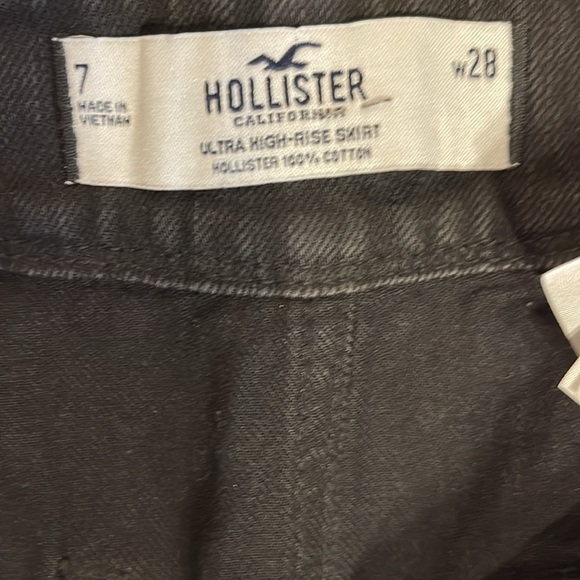 7
MADE IN
VIETNAM
HOLLISTER
CALIFORNIA
ULTRA HIGH-RISE SKIRT
HOLLISTER 100% COTTON
W28